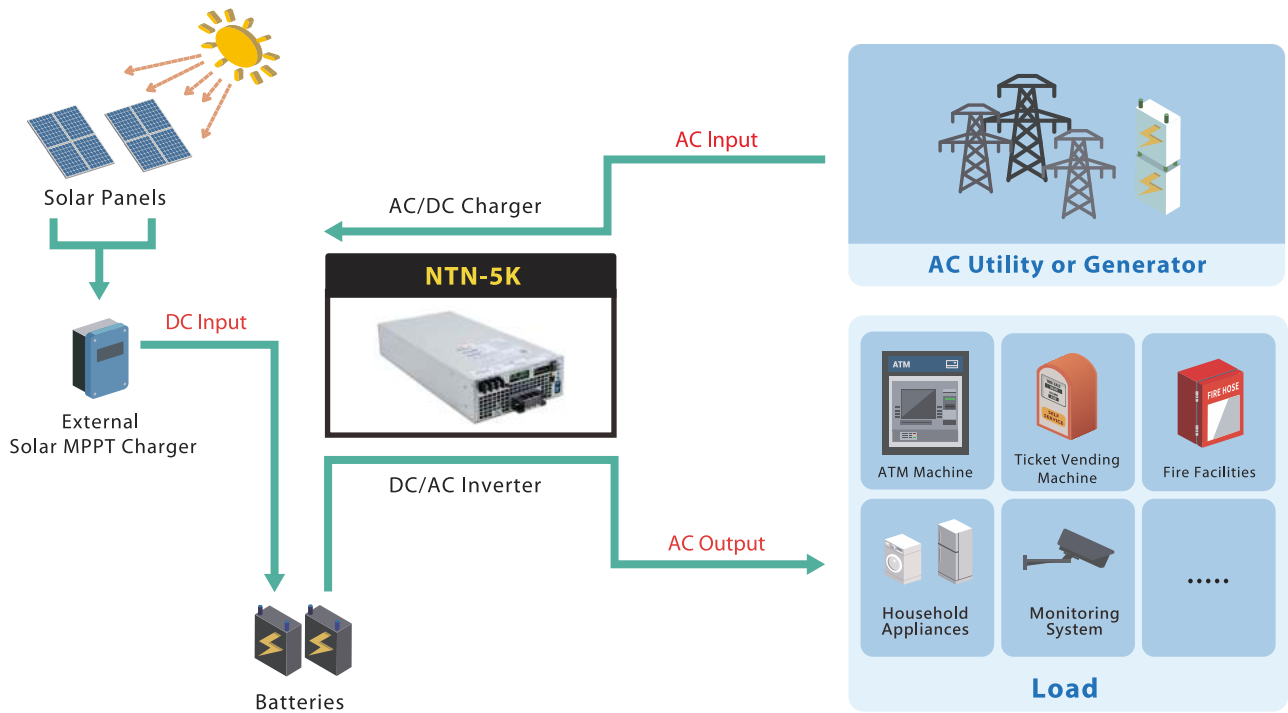 Solar Panels
External
Solar MPPT Charger
DC Input
Batteries
AC Input
AC/DC Charger
NTN-5K
DC/AC Inverter
AC Output
AC Utility or Generator
ATM
ATM Machine
SELF
SERVICE
Ticket Vending
Machine
FIRE HOSE
Fire Facilities
Household
Appliances
Monitoring
System
.....
Load